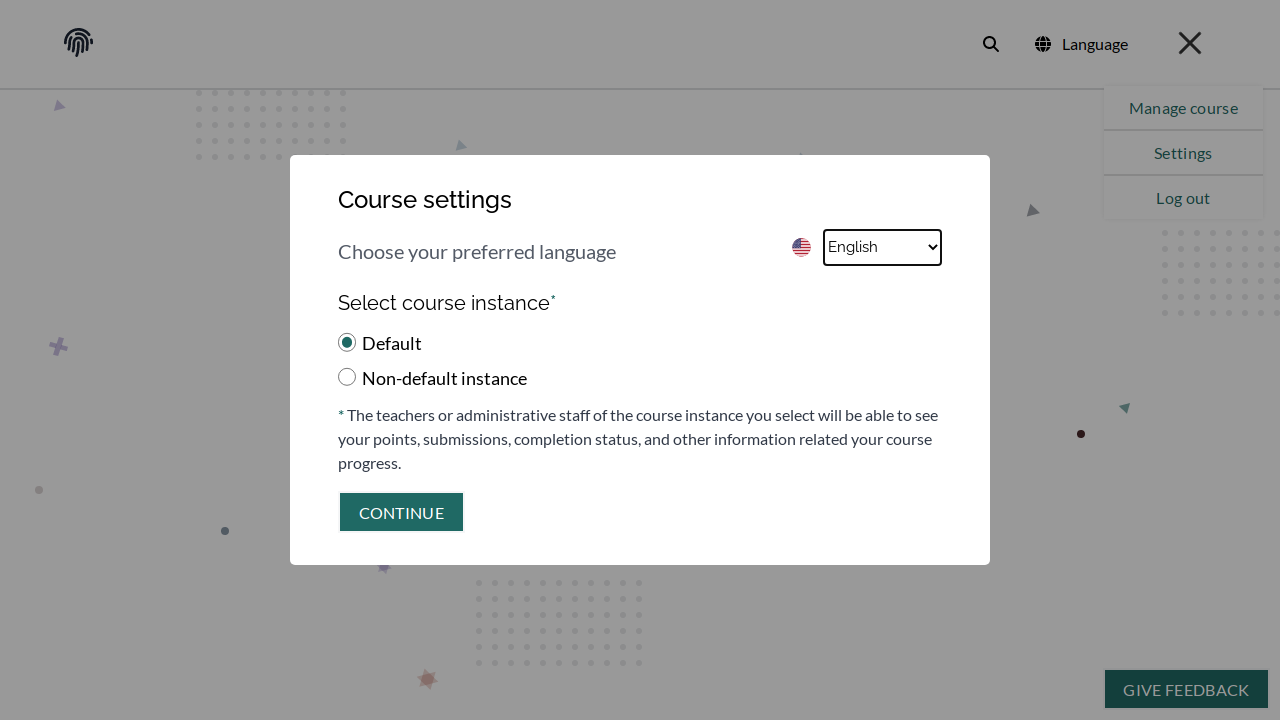 Language
Manage course
Settings
Log out
Course settings
Choose your preferred language
English
Select course instance*
Default
Non-default instance
* The teachers or administrative staff of the course instance you select will be able to see
your points, submissions, completion status, and other information related your course
progress.
CONTINUE
GIVE FEEDBACK